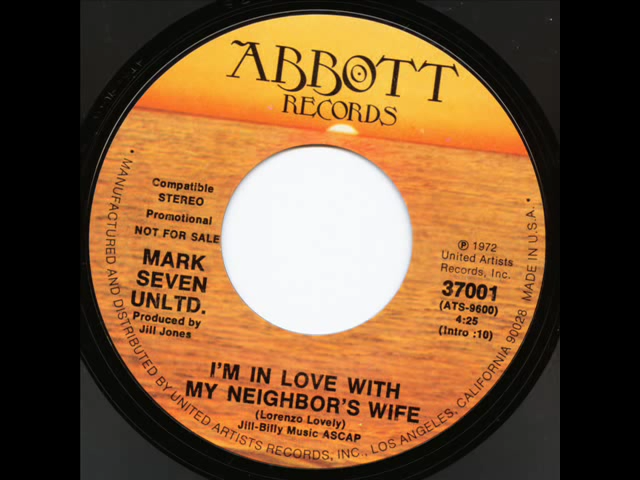 ABBOTT
RECORDS
Compatible
STEREO
Promotional
NOT FOR SALE
MARK
SEVEN
UNLTD.
Produced by
Jill Jones
℗ 1972
United Artists
Records, Inc.
37001
(ATS-9600)
4:25
(Intro :10)
I'M IN LOVE WITH
MY NEIGHBOR'S WIFE
(Lorenzo Lovely)
Jill-Billy Music ASCAP
• MANUFACTURED AND DISTRIBUTED BY UNITED ARTISTS RECORDS, INC., LOS ANGELES, CALIFORNIA 90028 MADE IN U.S.A. •